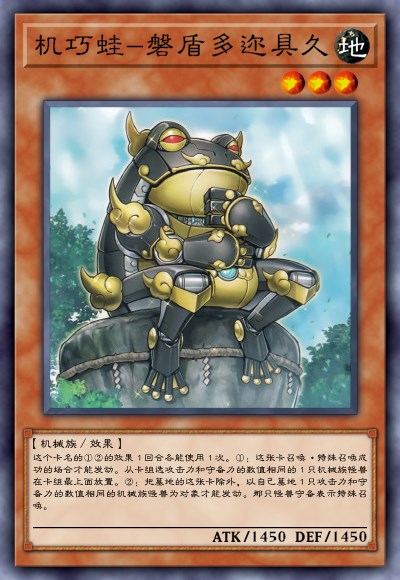 机巧蛙-磐盾多迩具久
地
【机械族/效果】
这个卡名的①②的效果1回合各能使用1次。①:这张卡召唤·特殊召唤成
功的场合才能发动。从卡组选攻击力和守备力的数值相同的1只机械族怪兽
在卡组最上面放置。②:把墓地的这张卡除外,以自己墓地1只攻击力和守
备力的数值相同的机械族怪兽为对象才能发动。那只怪兽守备表示特殊召
唤。
ATK/1450 DEF/1450